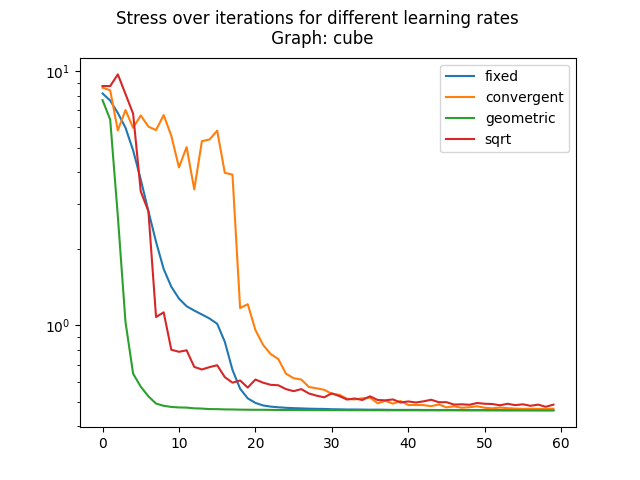 Stress over iterations for different learning rates
Graph: cube
10¹
10⁰
fixed
convergent
geometric
sqrt
0
10
20
30
40
50
60